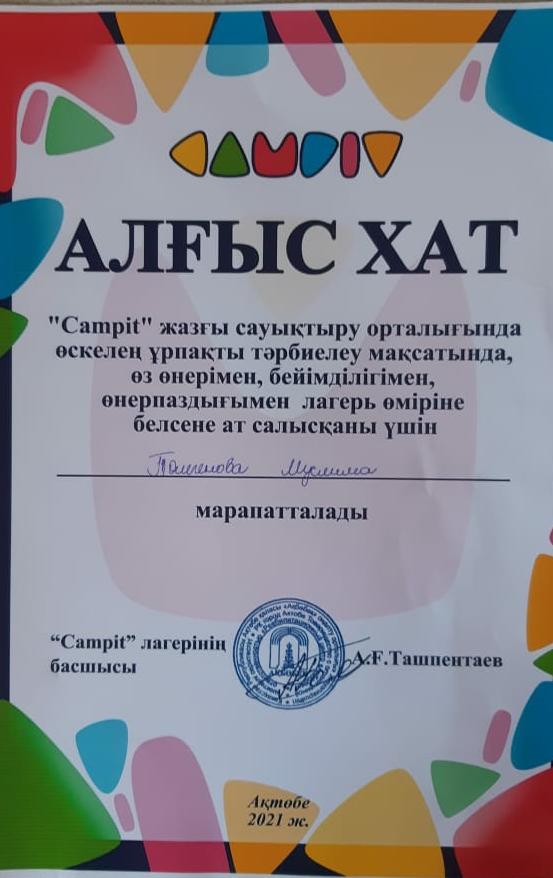 CAMPIT
АЛҒЫС ХАТ
"Campit" жазғы сауықтыру орталығында
өскелең ұрпақты тәрбиелеу мақсатында,
өз өнерімен, бейімділігімен,
өнерпаздығымен лагерь өміріне
белсене ат салысқаны үшін
Муслима
марапатталады
“Campit” лагерінің
басшысы
А.Ғ.Ташпентаев
Ақтөбе
2021 ж.